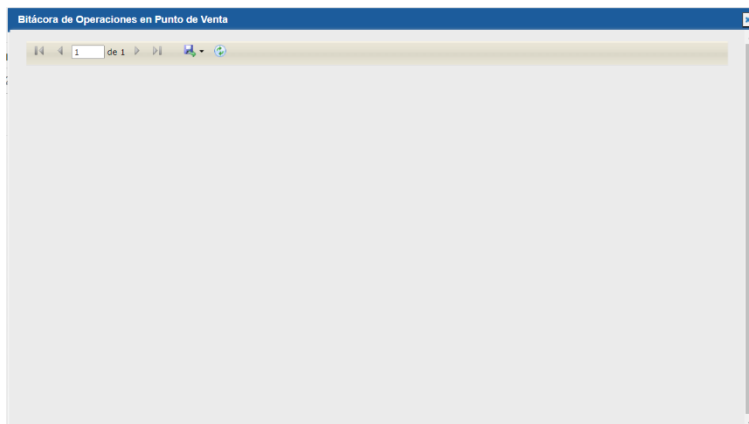 Bitácora de Operaciones en Punto de Venta
1 de 1